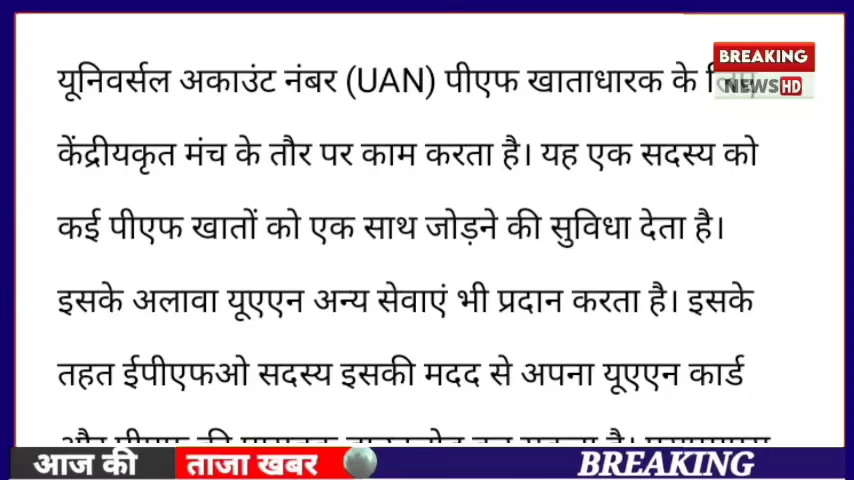 यूनिवर्सल अकाउंट नंबर (UAN) पीएफ खाताधारक के
BREAKING
NEWS HD
केंद्रीयकृत मंच के तौर पर काम करता है। यह एक सदस्य को
कई पीएफ खातों को एक साथ जोड़ने की सुविधा देता है।
इसके अलावा यूएएन अन्य सेवाएं भी प्रदान करता है। इसके
तहत ईपीएफओ सदस्य इसकी मदद से अपना यूएएन कार्ड
आज की ताजा खबर BREAKING